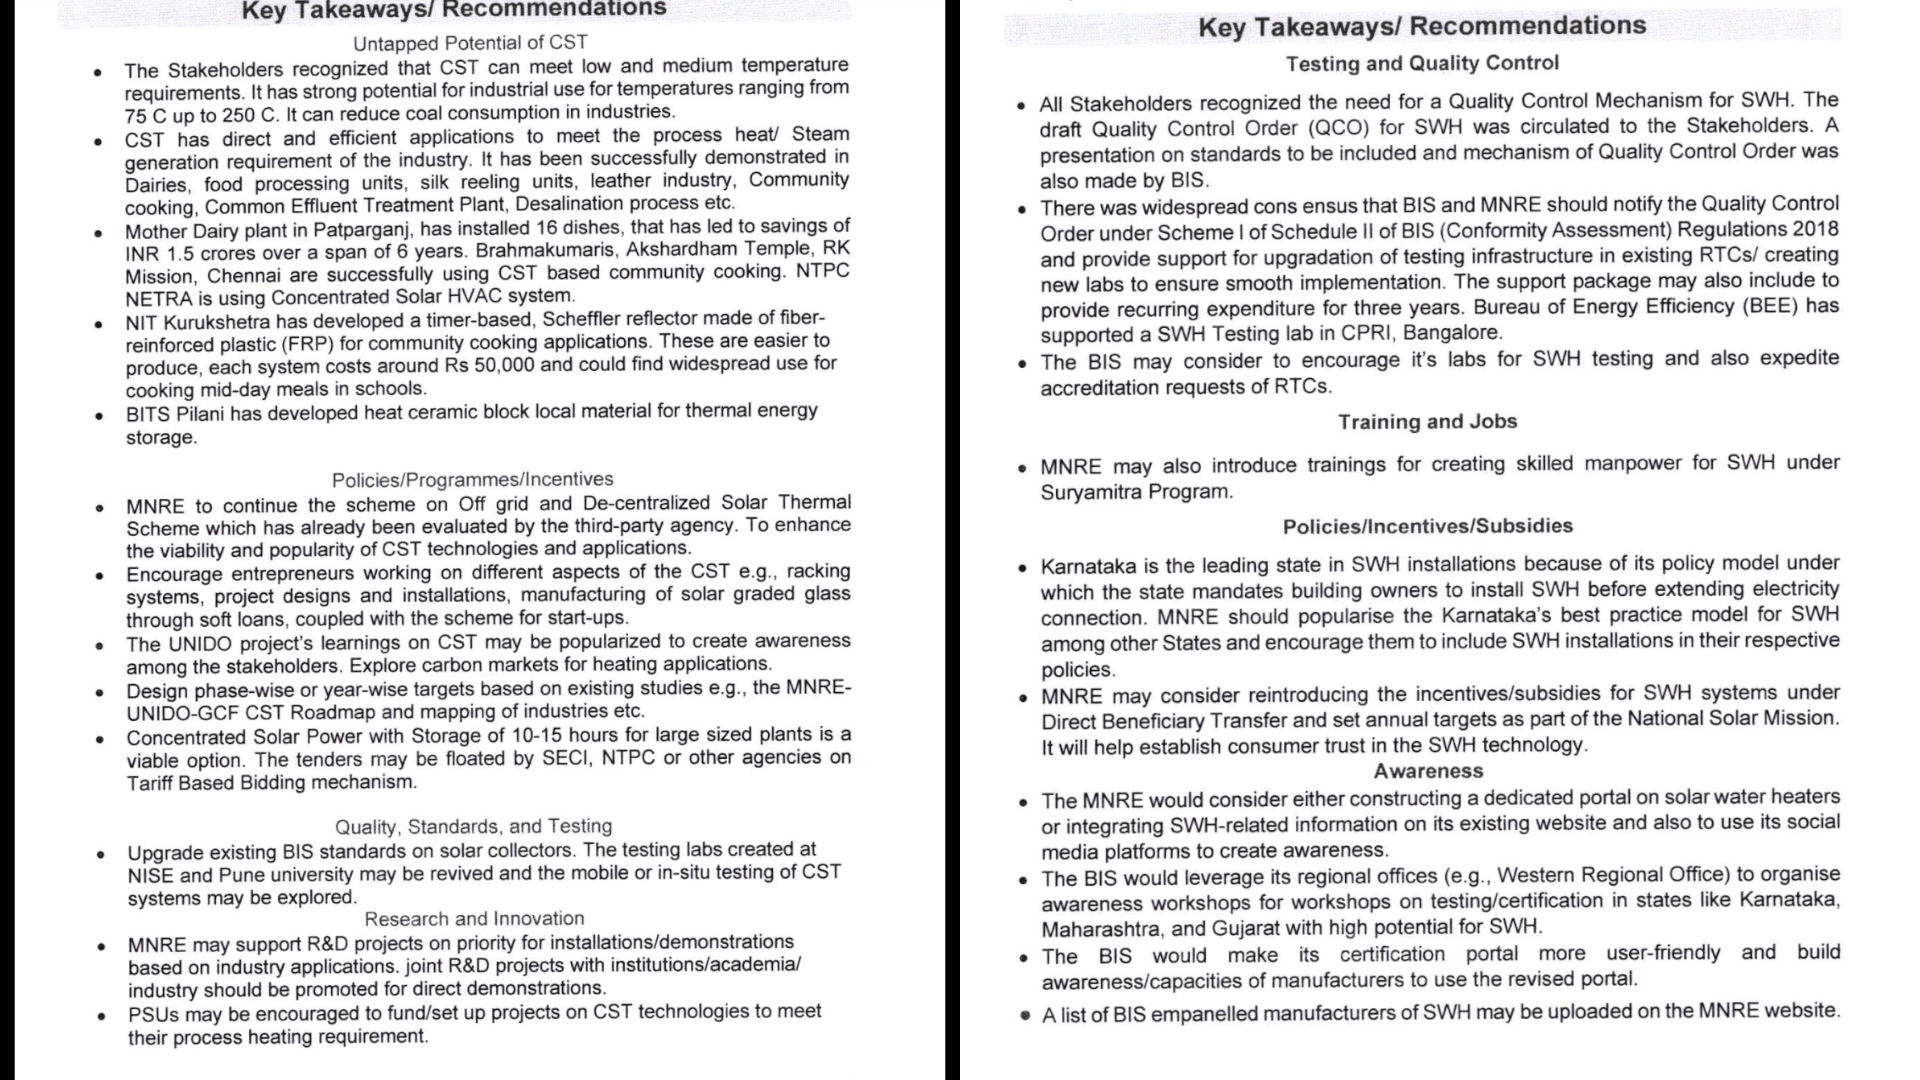 Key Takeaways/ Recommendations
Untapped Potential of CST
• The Stakeholders recognized that CST can meet low and medium temperature
requirements. It has strong potential for industrial use for temperatures ranging from
75 C up to 250 C. It can reduce coal consumption in industries.
• CST has direct and efficient applications to meet the process heat/ Steam
generation requirement of the industry. It has been successfully demonstrated in
Dairies, food processing units, silk reeling units, leather industry, Community
cooking, Common Effluent Treatment Plant, Desalination process etc.
• Mother Dairy plant in Patparganj, has installed 16 dishes, that has led to savings of
INR 1.5 crores over a span of 6 years. Brahmakumaris, Akshardham Temple, RK
Mission, Chennai are successfully using CST based community cooking. NTPC
NETRA is using Concentrated Solar HVAC system.
• NIT Kurukshetra has developed a timer-based, Scheffler reflector made of fiber-
reinforced plastic (FRP) for community cooking applications. These are easier to
produce, each system costs around Rs 50,000 and could find widespread use for
cooking mid-day meals in schools.
• BITS Pilani has developed heat ceramic block local material for thermal energy
storage.
Policies/Programmes/Incentives
• MNRE to continue the scheme on Off grid and De-centralized Solar Thermal
Scheme which has already been evaluated by the third-party agency. To enhance
the viability and popularity of CST technologies and applications.
• Encourage entrepreneurs working on different aspects of the CST e.g., racking
systems, project designs and installations, manufacturing of solar graded glass
through soft loans, coupled with the scheme for start-ups.
• The UNIDO project's learnings on CST may be popularized to create awareness
among the stakeholders. Explore carbon markets for heating applications.
• Design phase-wise or year-wise targets based on existing studies e.g., the MNRE-
UNIDO-GCF CST Roadmap and mapping of industries etc.
• Concentrated Solar Power with Storage of 10-15 hours for large sized plants is a
viable option. The tenders may be floated by SECI, NTPC or other agencies on
Tariff Based Bidding mechanism.
Quality, Standards, and Testing
• Upgrade existing BIS standards on solar collectors. The testing labs created at
NISE and Pune university may be revived and the mobile or in-situ testing of CST
systems may be explored.
Research and Innovation
• MNRE may support R&D projects on priority for installations/demonstrations
based on industry applications. joint R&D projects with institutions/academia/
industry should be promoted for direct demonstrations.
• PSUs may be encouraged to fund/set up projects on CST technologies to meet
their process heating requirement.
Key Takeaways/ Recommendations
Testing and Quality Control
• All Stakeholders recognized the need for a Quality Control Mechanism for SWH. The
draft Quality Control Order (QCO) for SWH was circulated to the Stakeholders. A
presentation on standards to be included and mechanism of Quality Control Order was
also made by BIS.
• There was widespread cons ensus that BIS and MNRE should notify the Quality Control
Order under Scheme I of Schedule II of BIS (Conformity Assessment) Regulations 2018
and provide support for upgradation of testing infrastructure in existing RTCs/ creating
new labs to ensure smooth implementation. The support package may also include to
provide recurring expenditure for three years. Bureau of Energy Efficiency (BEE) has
supported a SWH Testing lab in CPRI, Bangalore.
• The BIS may consider to encourage it's labs for SWH testing and also expedite
accreditation requests of RTCs.
Training and Jobs
• MNRE may also introduce trainings for creating skilled manpower for SWH under
Suryamitra Program.
Policies/Incentives/Subsidies
• Karnataka is the leading state in SWH installations because of its policy model under
which the state mandates building owners to install SWH before extending electricity
connection. MNRE should popularise the Karnataka's best practice model for SWH
among other States and encourage them to include SWH installations in their respective
policies.
• MNRE may consider reintroducing the incentives/subsidies for SWH systems under
Direct Beneficiary Transfer and set annual targets as part of the National Solar Mission.
It will help establish consumer trust in the SWH technology.
Awareness
• The MNRE would consider either constructing a dedicated portal on solar water heaters
or integrating SWH-related information on its existing website and also to use its social
media platforms to create awareness.
• The BIS would leverage its regional offices (e.g., Western Regional Office) to organise
awareness workshops for workshops on testing/certification in states like Karnataka,
Maharashtra, and Gujarat with high potential for SWH.
• The BIS would make its certification portal more user-friendly and build
awareness/capacities of manufacturers to use the revised portal.
• A list of BIS empanelled manufacturers of SWH may be uploaded on the MNRE website.